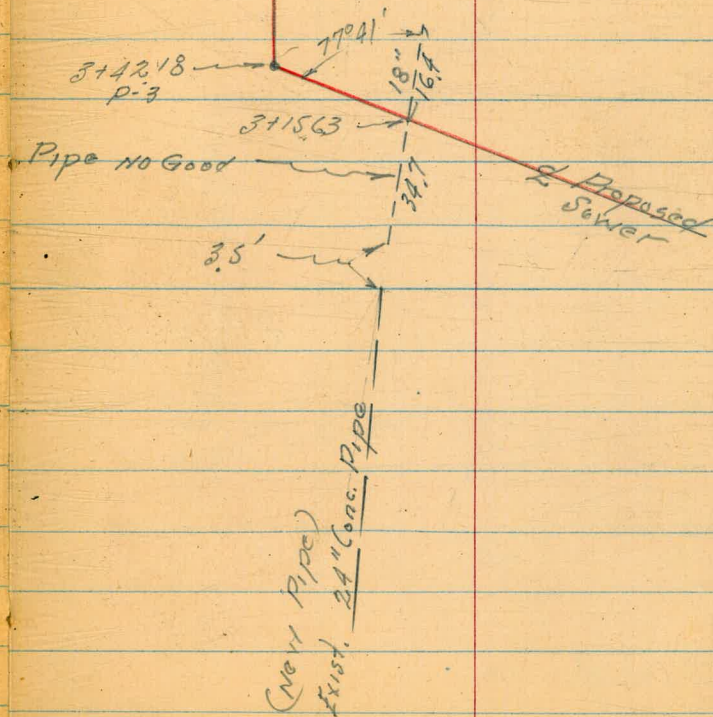 77°41'
18"
16.4
3+42.18
P-3
3+15.63
Pipe No Good
34.7
℄ Proposed
Sewer
3.5'
(New Pipe)
Exist. 24" Conc. Pipe